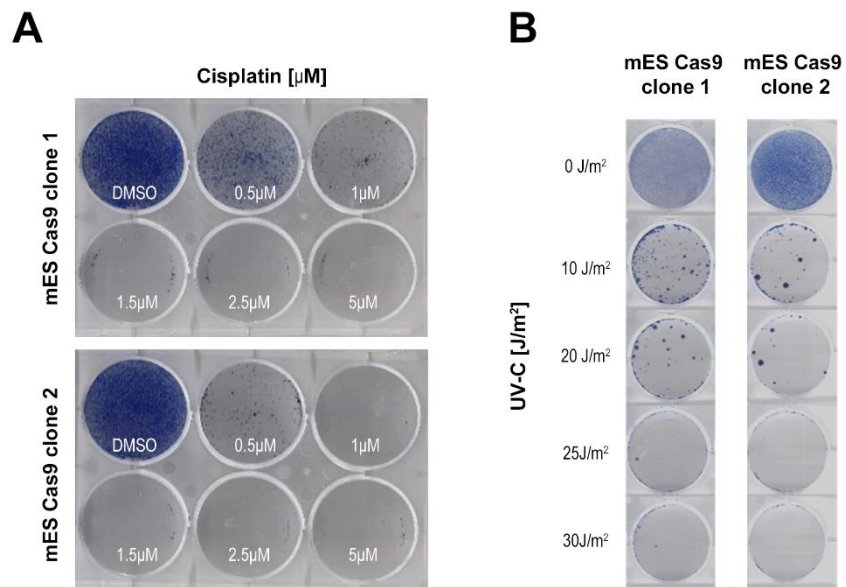 A
Cisplatin [µM]
mES Cas9 clone 1
DMSO
0.5µM
1µM
1.5µM
2.5µM
5µM
mES Cas9 clone 2
DMSO
0.5µM
1µM
1.5µM
2.5µM
5µM
B
mES Cas9
clone 1
mES Cas9
clone 2
UV-C [J/m²]
0 J/m²
10 J/m²
20 J/m²
25J/m²
30J/m²